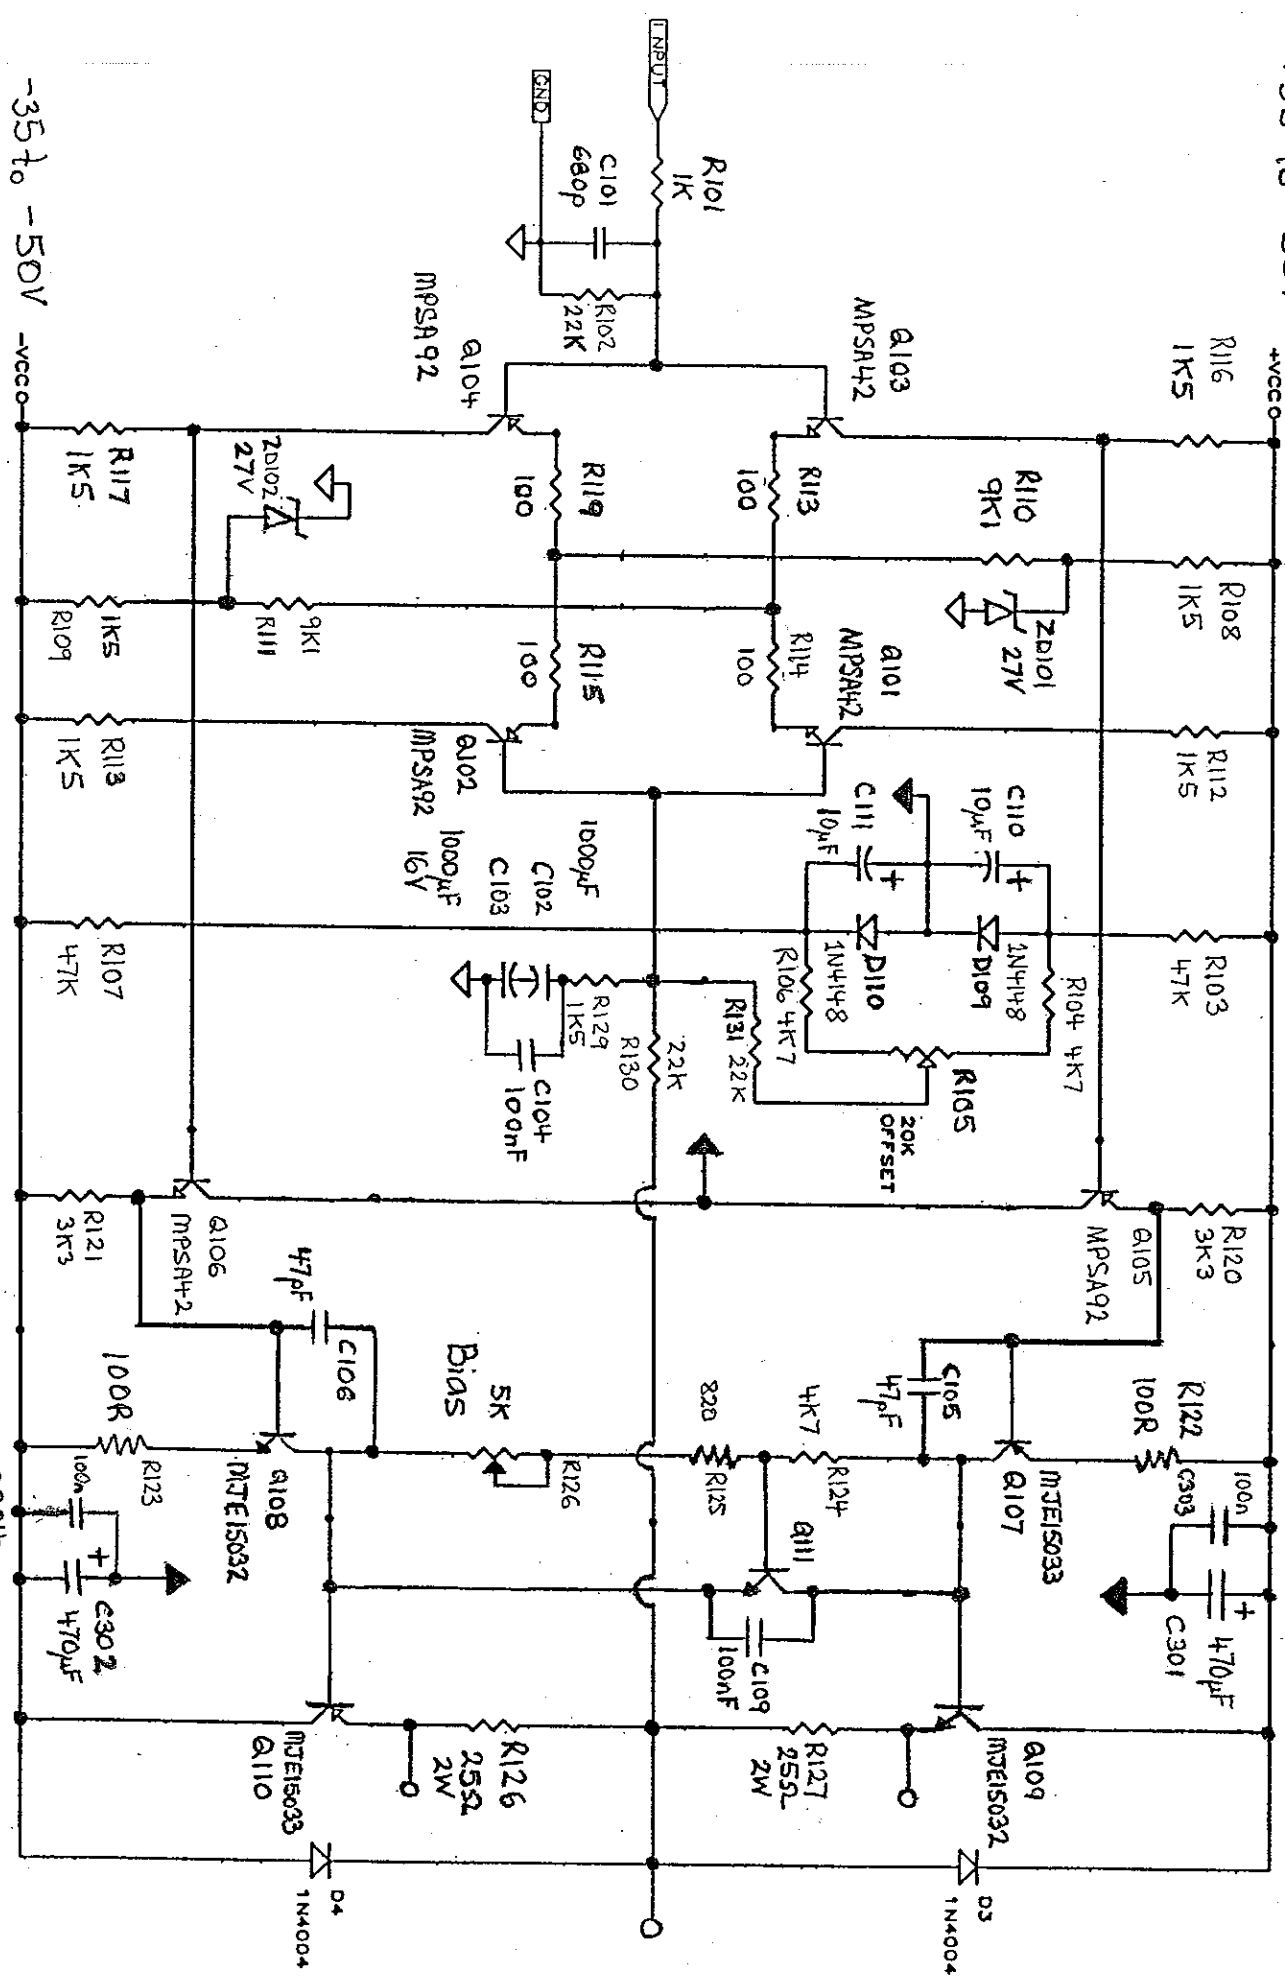 INPUT
GND
R101
1K
C101
680p
R102
22K
MPSA92
Q104
MPSA42
Q103
R116
1K5
+VCC
-35 to -50V
-VCC
R117
1K5
ZD102
27V
R119
100
R113
100
R110
9K1
R108
1K5
ZD101
27V
R109
1K5
R111
9K1
R115
100
R114
100
MPSA42
Q101
R113
1K5
MPSA92
Q102
R112
1K5
C111
10µF
+
C110
10µF
+
1000µF
C102
C103
1000µF
16V
R107
47K
D110
1N4148
D109
1N4148
R103
47K
R106 4K7
R104 4K7
R129
1K5
C104
100nF
R130
22K
R131 22K
R105
20K
OFFSET
R121
3K3
Q106
MPSA42
Q105
MPSA92
R120
3K3
47pF
C106
C105
47pF
Bias
5K
R126
820
R125
4K7
R124
100R
R123
Q108
MJE15032
R122
100R
Q107
MJE15033
Q111
C109
100nF
100n
+
C302
470µF
C303
100n
+
470µF
C301
MJE15033
Q110
R126
25Ω
2W
R127
25Ω
2W
Q109
MJE15032
D4
1N4004
D3
1N4004